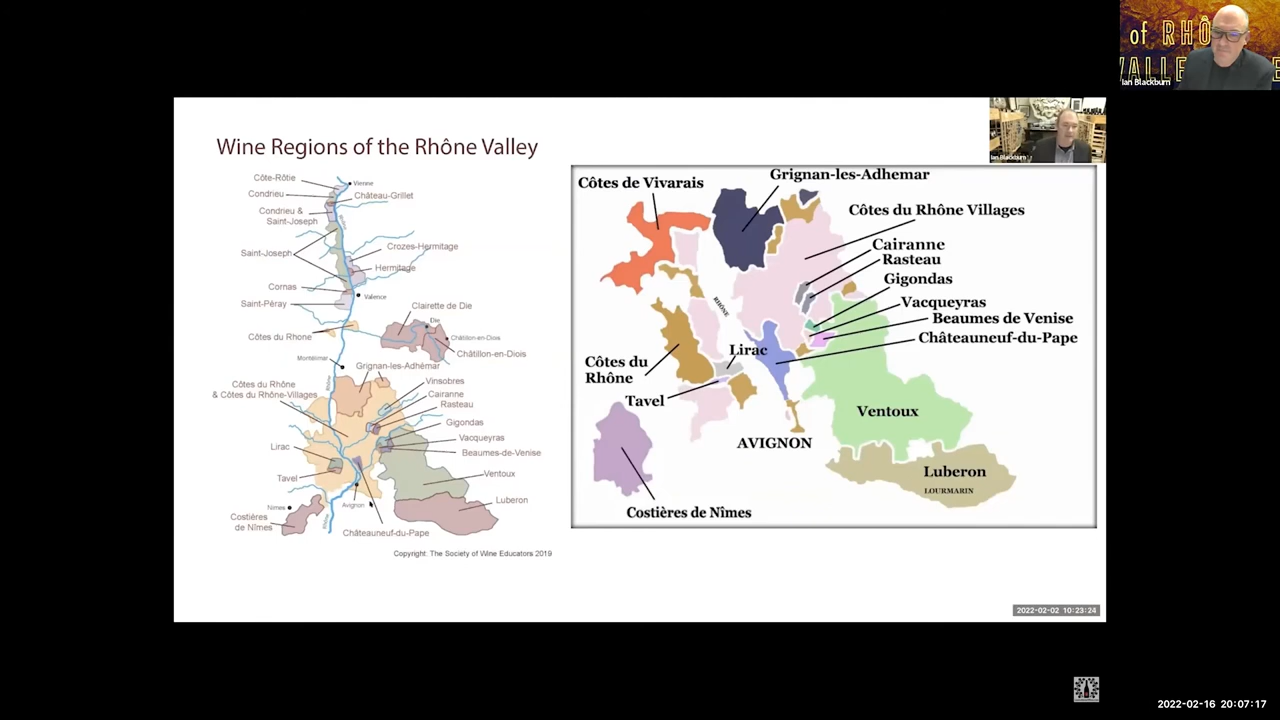 of RHÔ
VALLE
E
Ian Blackburn
Ian Blackburn
Wine Regions of the Rhône Valley
Côte-Rôtie
Vienne
Condrieu
Château-Grillet
Condrieu &
Saint-Joseph
Rhône
Saint-Joseph
Crozes-Hermitage
Hermitage
Cornas
Valence
Saint-Péray
Clairette de Die
Die
Côtes du Rhone
Châtillon-en-Diois
Châtillon-en-Diois
Montélimar
Grignan-les-Adhémar
Rhône
Côtes du Rhône
& Côtes du Rhône-Villages
Vinsobres
Cairanne
Rasteau
Gigondas
Vacqueyras
Lirac
Beaumes-de-Venise
Tavel
Ventoux
Avignon
Luberon
Nimes
Costières
de Nîmes
Rhône
Châteauneuf-du-Pape
Copyright: The Society of Wine Educators 2019
Côtes de Vivarais
Grignan-les-Adhemar
Côtes du Rhône Villages
Cairanne
Rasteau
Gigondas
RHÔNE
Vacqueyras
Beaumes de Venise
Châteauneuf-du-Pape
Lirac
Côtes du
Rhône
Tavel
Ventoux
AVIGNON
Luberon
LOURMARIN
Costières de Nîmes
2022-02-02 10:23:24
2022-02-16 20:07:17